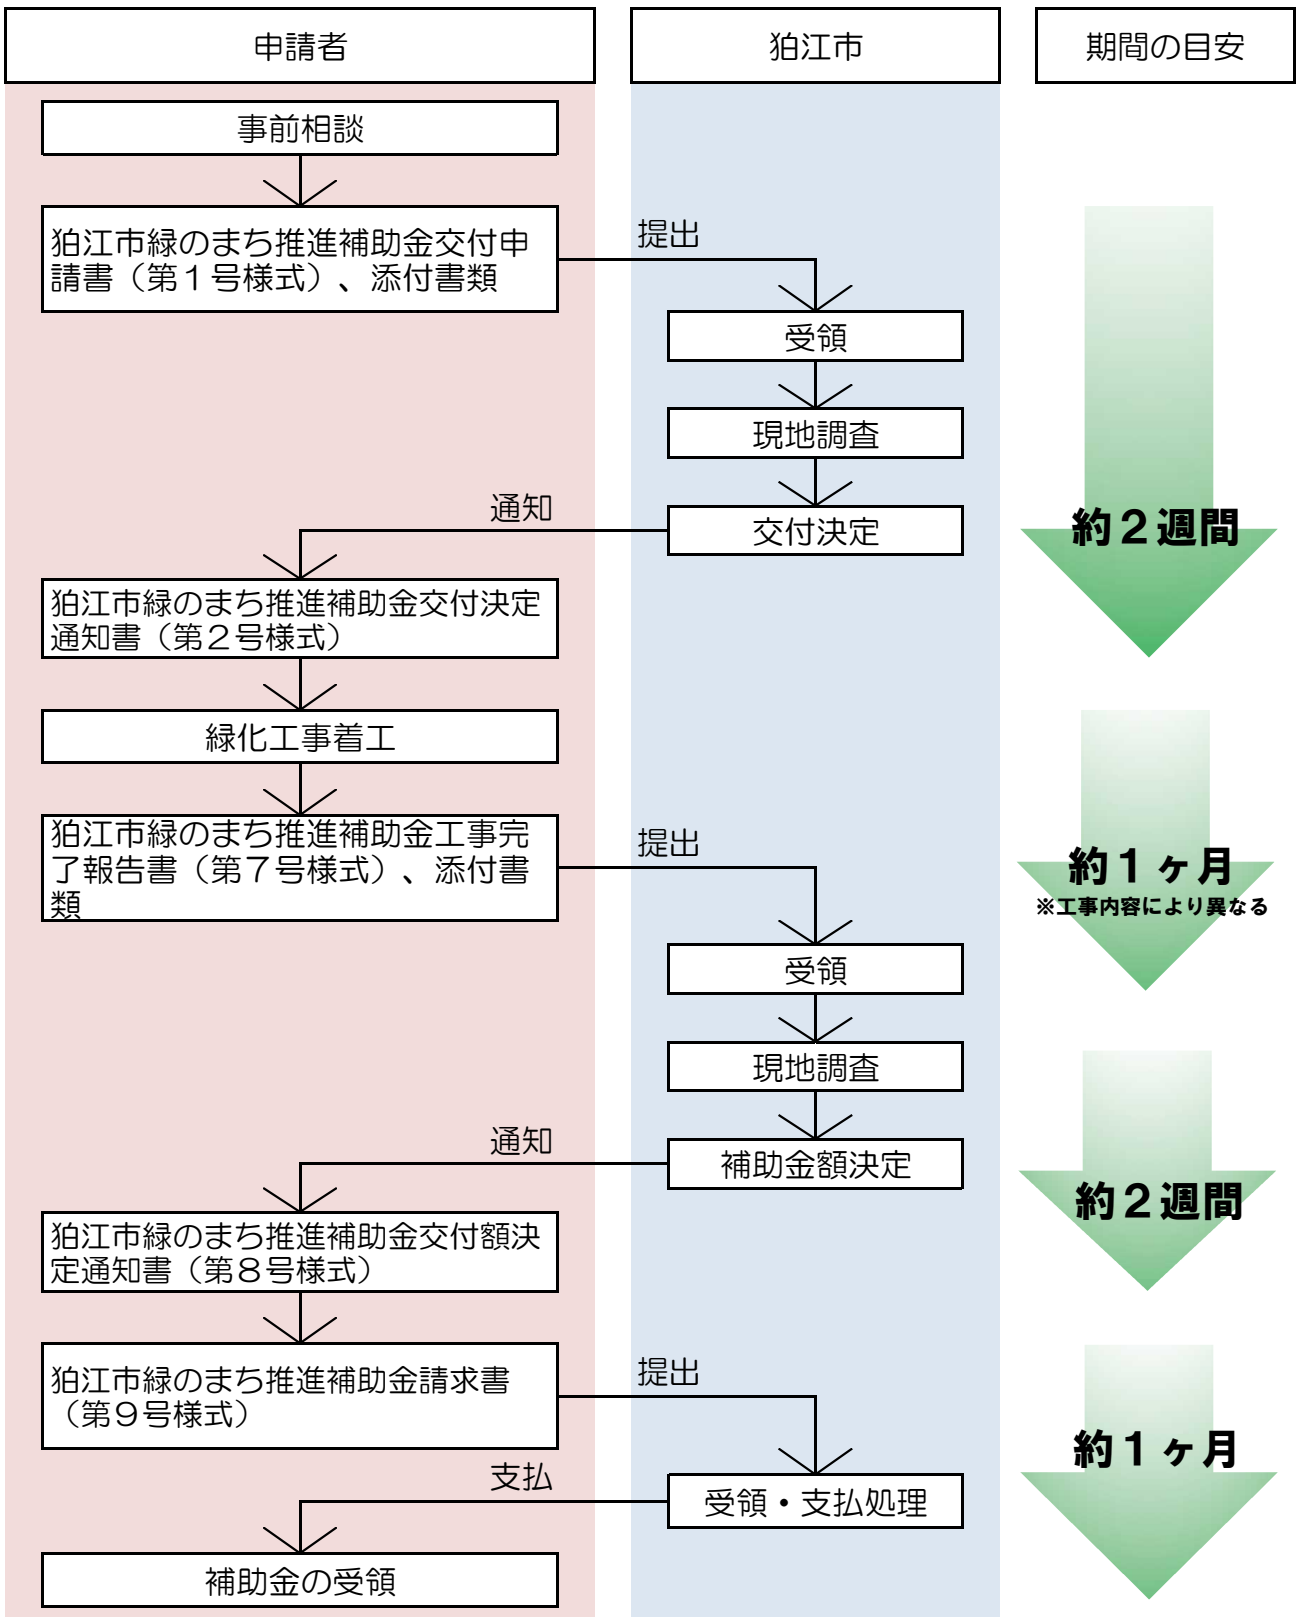 申請者
狛江市
期間の目安
事前相談
狛江市緑のまち推進補助金交付申
請書（第１号様式）、添付書類
提出
受領
現地調査
交付決定
通知
約２週間
狛江市緑のまち推進補助金交付決定
通知書（第２号様式）
緑化工事着工
狛江市緑のまち推進補助金工事完
了報告書（第７号様式）、添付書
類
提出
約１ヶ月
※工事内容により異なる
受領
現地調査
補助金額決定
通知
約２週間
狛江市緑のまち推進補助金交付額決
定通知書（第８号様式）
狛江市緑のまち推進補助金請求書
（第９号様式）
提出
約１ヶ月
受領・支払処理
支払
補助金の受領